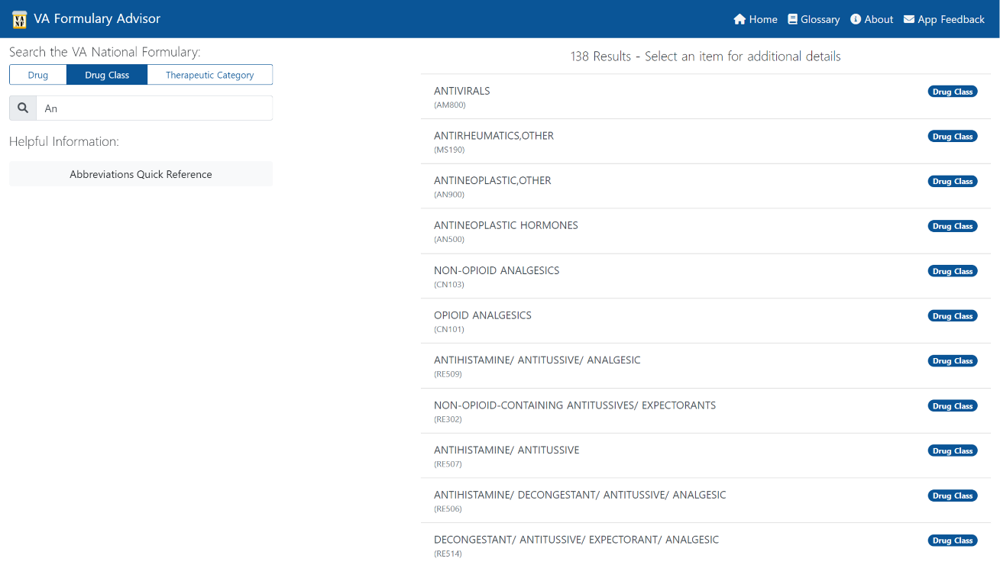 VA NF VA Formulary Advisor Home Glossary About App Feedback
Search the VA National Formulary:
Drug Drug Class Therapeutic Category
An
Helpful Information:
Abbreviations Quick Reference
138 Results - Select an item for additional details
ANTIVIRALS Drug Class
(AM800)
ANTIRHEUMATICS,OTHER Drug Class
(MS190)
ANTINEOPLASTIC,OTHER Drug Class
(AN900)
ANTINEOPLASTIC HORMONES Drug Class
(AN500)
NON-OPIOID ANALGESICS Drug Class
(CN103)
OPIOID ANALGESICS Drug Class
(CN101)
ANTIHISTAMINE/ ANTITUSSIVE/ ANALGESIC Drug Class
(RE509)
NON-OPIOID-CONTAINING ANTITUSSIVES/ EXPECTORANTS Drug Class
(RE302)
ANTIHISTAMINE/ ANTITUSSIVE Drug Class
(RE507)
ANTIHISTAMINE/ DECONGESTANT/ ANTITUSSIVE/ ANALGESIC Drug Class
(RE506)
DECONGESTANT/ ANTITUSSIVE/ EXPECTORANT/ ANALGESIC Drug Class
(RE514)